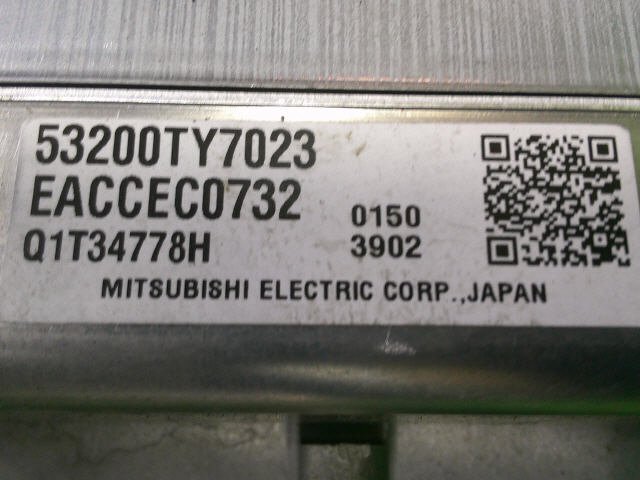 53200TY7023
EACCEC0732 0150
Q1T34778H 3902
MITSUBISHI ELECTRIC CORP.,JAPAN